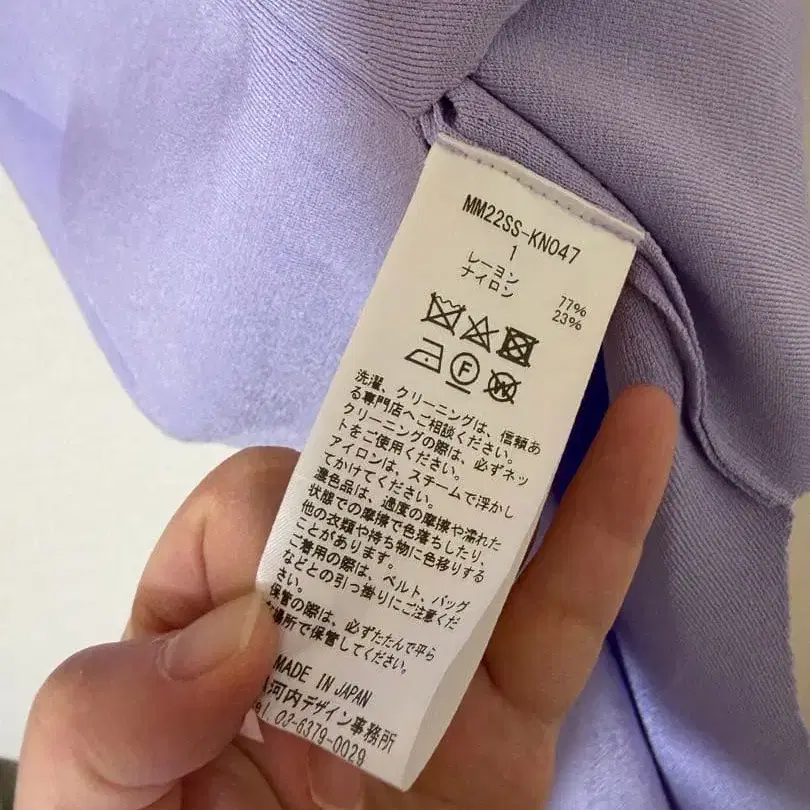 MM22SS-KN047
1
レーヨン 77%
ナイロン 23%
F
洗濯、クリーニングは、信頼あ
る専門店へご相談ください。
クリーニングの際は、必ずネッ
トをご使用ください。
アイロンは、スチームで浮かし
てかけてください。
濃色品は、過度の摩擦や濡れた
状態での摩擦で色落ちしたり、
他の衣類や持ち物に色移りする
ことがあります。
ご着用の際は、ベルト、バッグ
などとの引っ掛りにご注意くだ
さい。
保管の際は、必ずたたんで平ら
な場所で保管してください。
MADE IN JAPAN
河内デザイン事務所
tel. 03-6379-0029